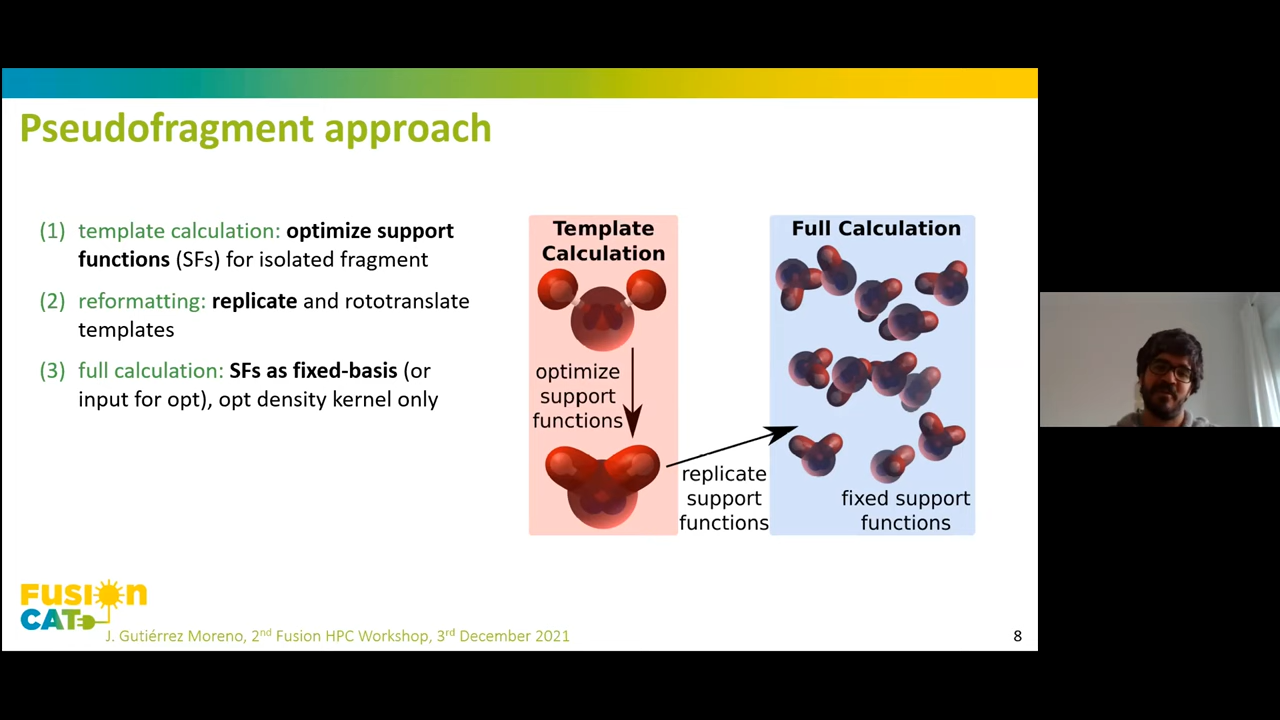 Pseudofragment approach
(1) template calculation: optimize support
functions (SFs) for isolated fragment
(2) reformatting: replicate and rototranslate
templates
(3) full calculation: SFs as fixed-basis (or
input for opt), opt density kernel only
Template
Calculation
optimize
support
functions
replicate
support
functions
Full Calculation
fixed support
functions
FUSION
CAT
J. Gutiérrez Moreno, 2nd Fusion HPC Workshop, 3rd December 2021
8